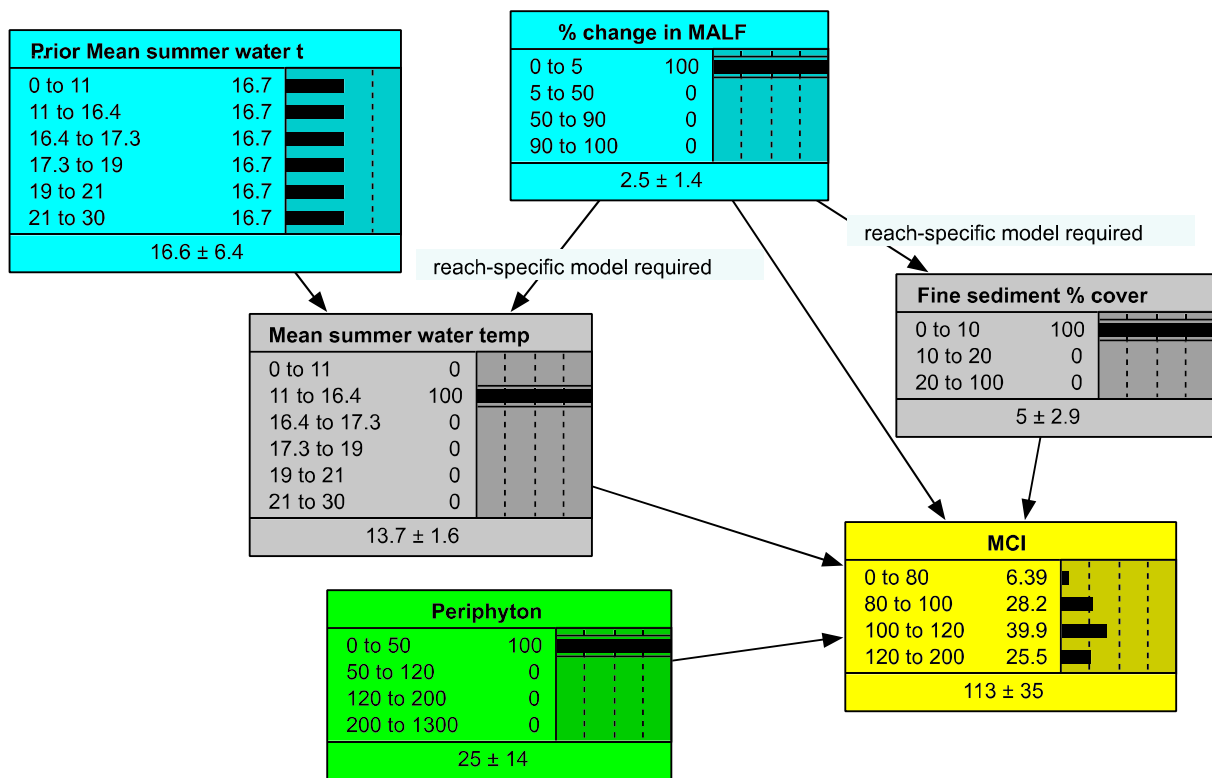 Prior Mean summer water t
0 to 11 16.7
11 to 16.4 16.7
16.4 to 17.3 16.7
17.3 to 19 16.7
19 to 21 16.7
21 to 30 16.7
16.6 ± 6.4
% change in MALF
0 to 5 100
5 to 50 0
50 to 90 0
90 to 100 0
2.5 ± 1.4
reach-specific model required
reach-specific model required
Mean summer water temp
0 to 11 0
11 to 16.4 100
16.4 to 17.3 0
17.3 to 19 0
19 to 21 0
21 to 30 0
13.7 ± 1.6
Fine sediment % cover
0 to 10 100
10 to 20 0
20 to 100 0
5 ± 2.9
Periphyton
0 to 50 100
50 to 120 0
120 to 200 0
200 to 1300 0
25 ± 14
MCI
0 to 80 6.39
80 to 100 28.2
100 to 120 39.9
120 to 200 25.5
113 ± 35